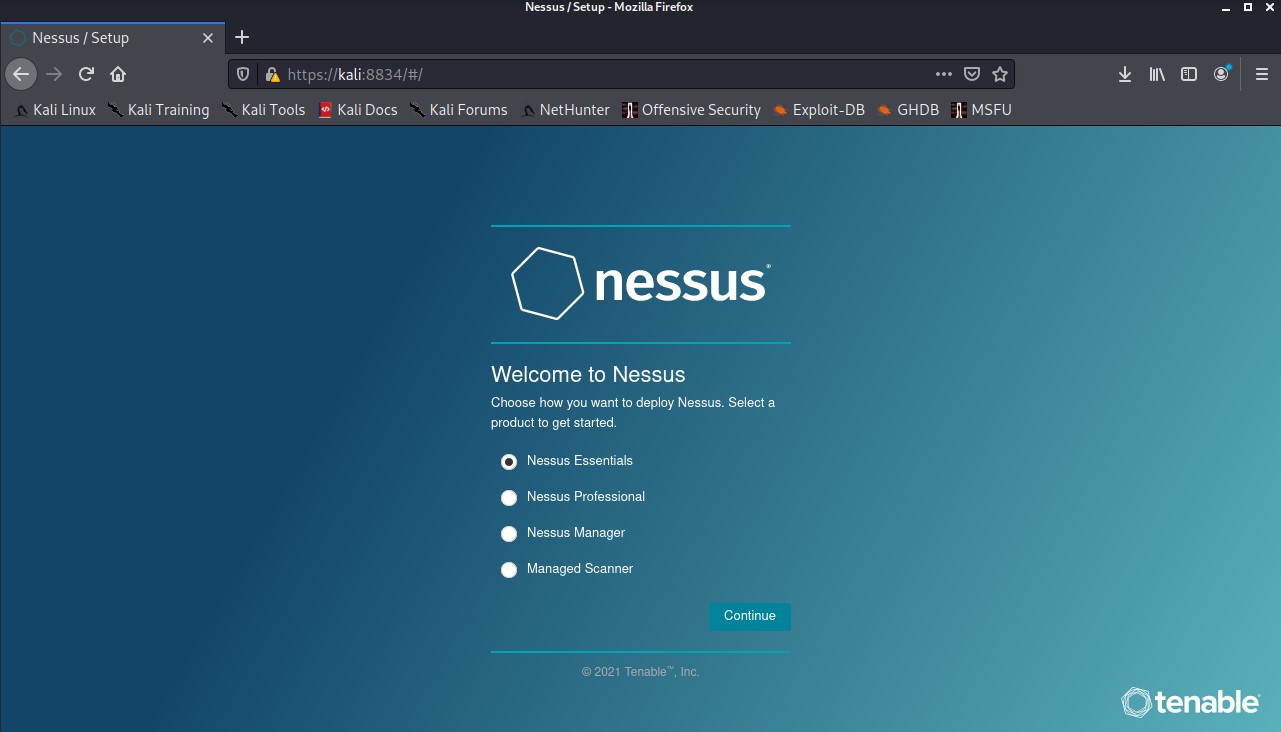 Nessus / Setup - Mozilla Firefox
Nessus / Setup
https://kali:8834/#/
Kali Linux Kali Training Kali Tools Kali Docs Kali Forums NetHunter Offensive Security Exploit-DB GHDB MSFU
nessus®
Welcome to Nessus
Choose how you want to deploy Nessus. Select a
product to get started.
Nessus Essentials
Nessus Professional
Nessus Manager
Managed Scanner
Continue
© 2021 Tenable™, Inc.
tenable®